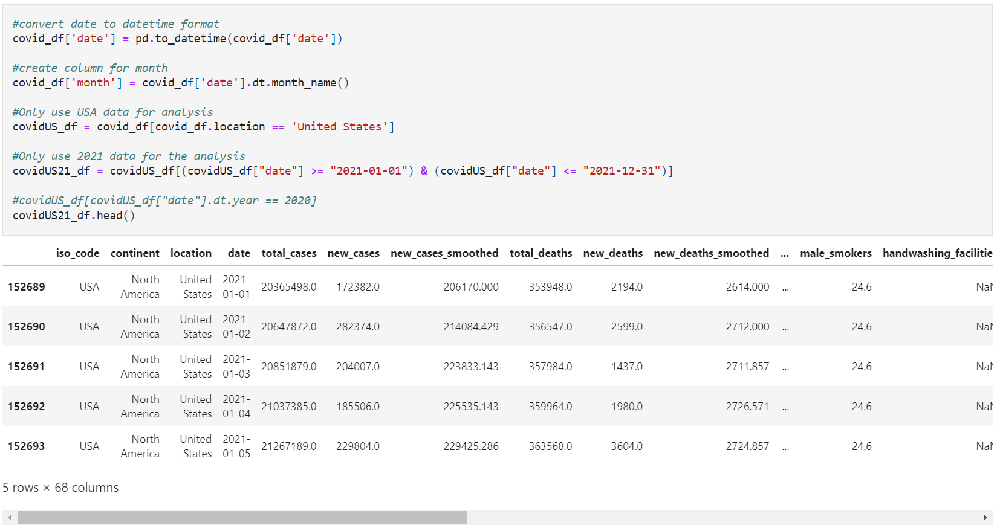 #convert date to datetime format
covid_df['date'] = pd.to_datetime(covid_df['date'])
#create column for month
covid_df['month'] = covid_df['date'].dt.month_name()
#Only use USA data for analysis
covidUS_df = covid_df[covid_df.location == 'United States']
#Only use 2021 data for the analysis
covidUS21_df = covidUS_df[(covidUS_df["date"] >= "2021-01-01") & (covidUS_df["date"] <= "2021-12-31")]
#covidUS_df[covidUS_df["date"].dt.year == 2020]
covidUS21_df.head()
iso_code continent location date total_cases new_cases new_cases_smoothed total_deaths new_deaths new_deaths_smoothed ... male_smokers handwashing_facilitie
152689 USA North America United States 2021-01-01 20365498.0 172382.0 206170.000 353948.0 2194.0 2614.000 ... 24.6 NaN
152690 USA North America United States 2021-01-02 20647872.0 282374.0 214084.429 356547.0 2599.0 2712.000 ... 24.6 NaN
152691 USA North America United States 2021-01-03 20851879.0 204007.0 223833.143 357984.0 1437.0 2711.857 ... 24.6 NaN
152692 USA North America United States 2021-01-04 21037385.0 185506.0 225535.143 359964.0 1980.0 2726.571 ... 24.6 NaN
152693 USA North America United States 2021-01-05 21267189.0 229804.0 229425.286 363568.0 3604.0 2724.857 ... 24.6 NaN
5 rows × 68 columns